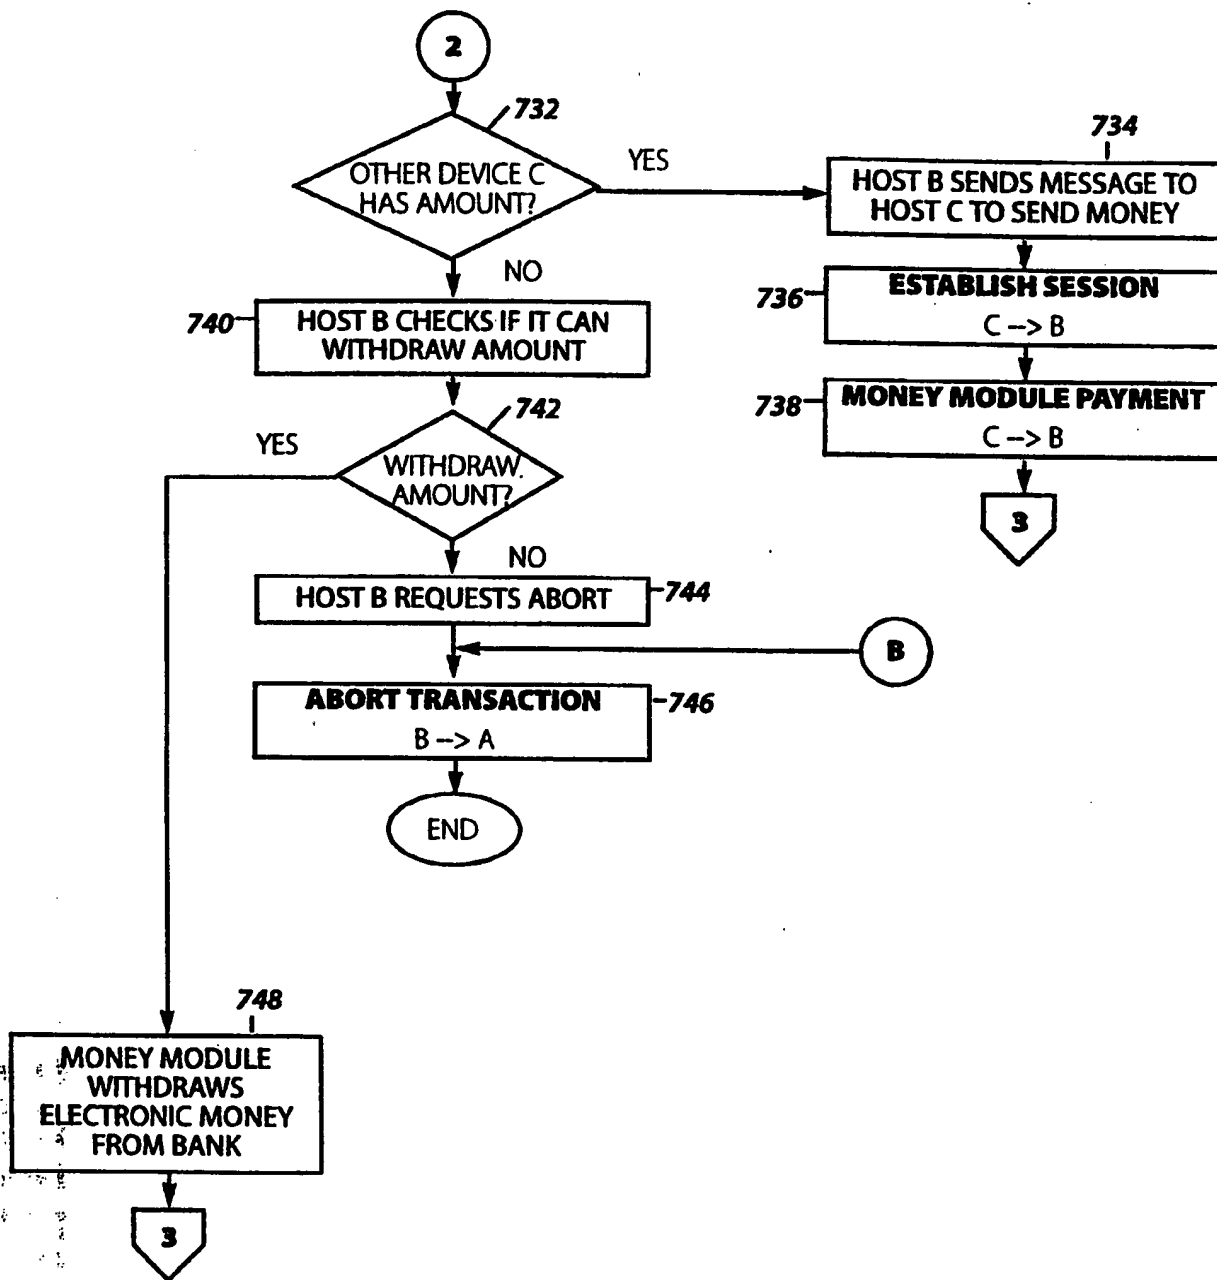 2
732
OTHER DEVICE C
HAS AMOUNT?
YES
734
HOST B SENDS MESSAGE TO
HOST C TO SEND MONEY
NO
736
ESTABLISH SESSION
C --> B
740
HOST B CHECKS IF IT CAN
WITHDRAW AMOUNT
738
MONEY MODULE PAYMENT
C --> B
742
YES
WITHDRAW
AMOUNT?
3
NO
HOST B REQUESTS ABORT
744
B
ABORT TRANSACTION
746
B --> A
END
748
MONEY MODULE
WITHDRAWS
ELECTRONIC MONEY
FROM BANK
3